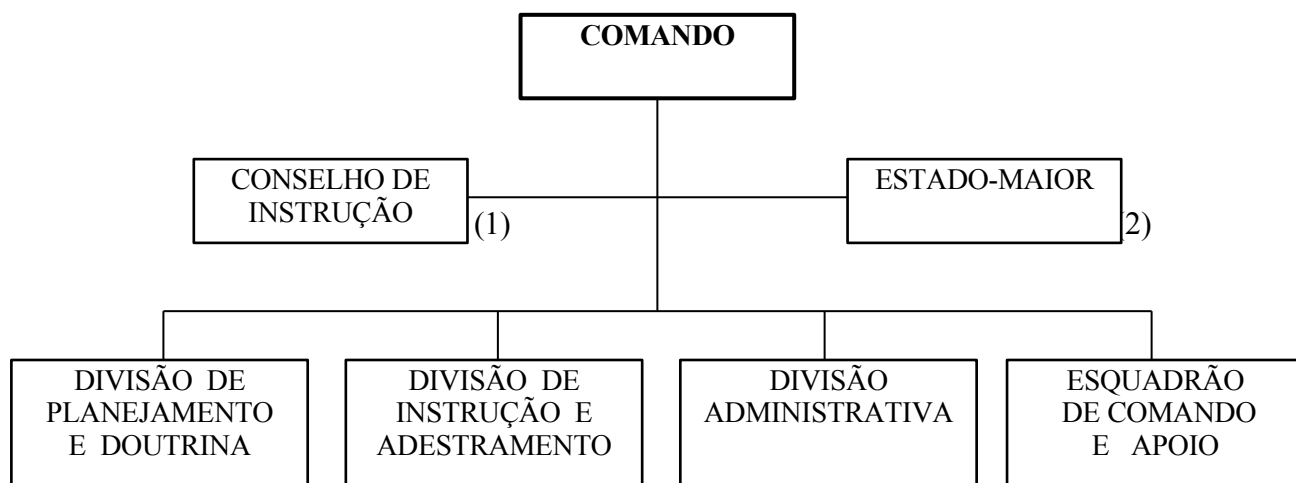 COMANDO
CONSELHO DE
INSTRUÇÃO
(1)
ESTADO-MAIOR
(2)
DIVISÃO DE
PLANEJAMENTO
E DOUTRINA
DIVISÃO DE
INSTRUÇÃO E
ADESTRAMENTO
DIVISÃO
ADMINISTRATIVA
ESQUADRÃO
DE COMANDO
E APOIO